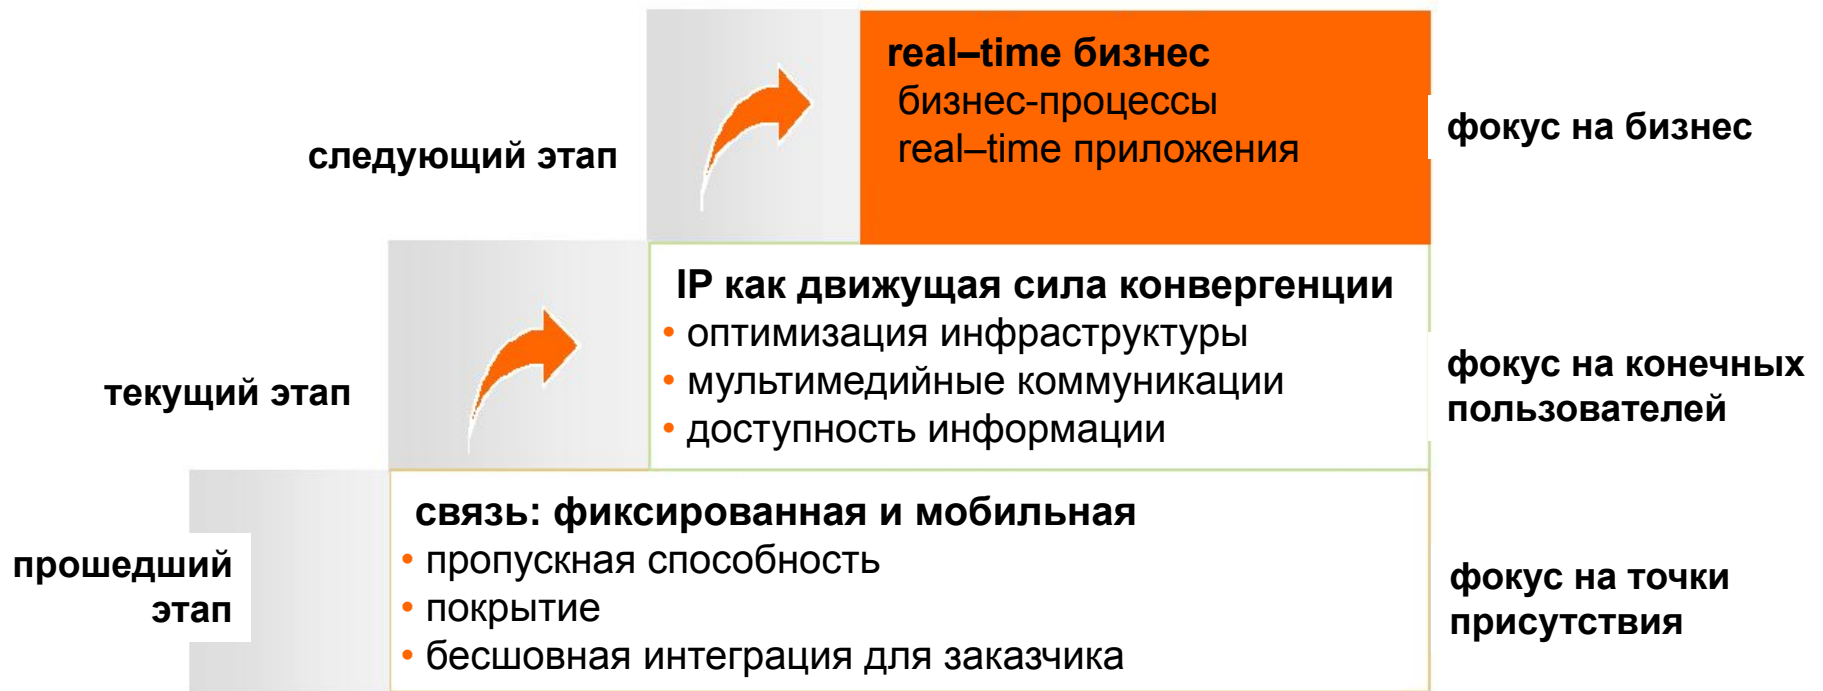 real–time бизнес
бизнес-процессы
real–time приложения
следующий этап
фокус на бизнес
IP как движущая сила конвергенции
• оптимизация инфраструктуры
• мультимедийные коммуникации
• доступность информации
текущий этап
фокус на конечных
пользователей
связь: фиксированная и мобильная
• пропускная способность
• покрытие
• бесшовная интеграция для заказчика
прошедший
этап
фокус на точки
присутствия